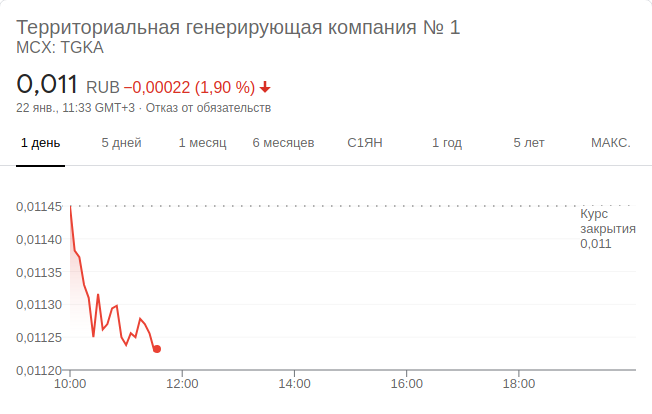 Территориальная генерирующая компания № 1
MCX: TGKA
0,011 RUB −0,00022 (1,90 %)
22 янв., 11:33 GMT+3 · Отказ от обязательств
1 день 5 дней 1 месяц 6 месяцев С1ЯН 1 год 5 лет МАКС.
0,01145
Курс
закрытия
0,011
0,01140
0,01135
0,01130
0,01125
0,01120
10:00 12:00 14:00 16:00 18:00